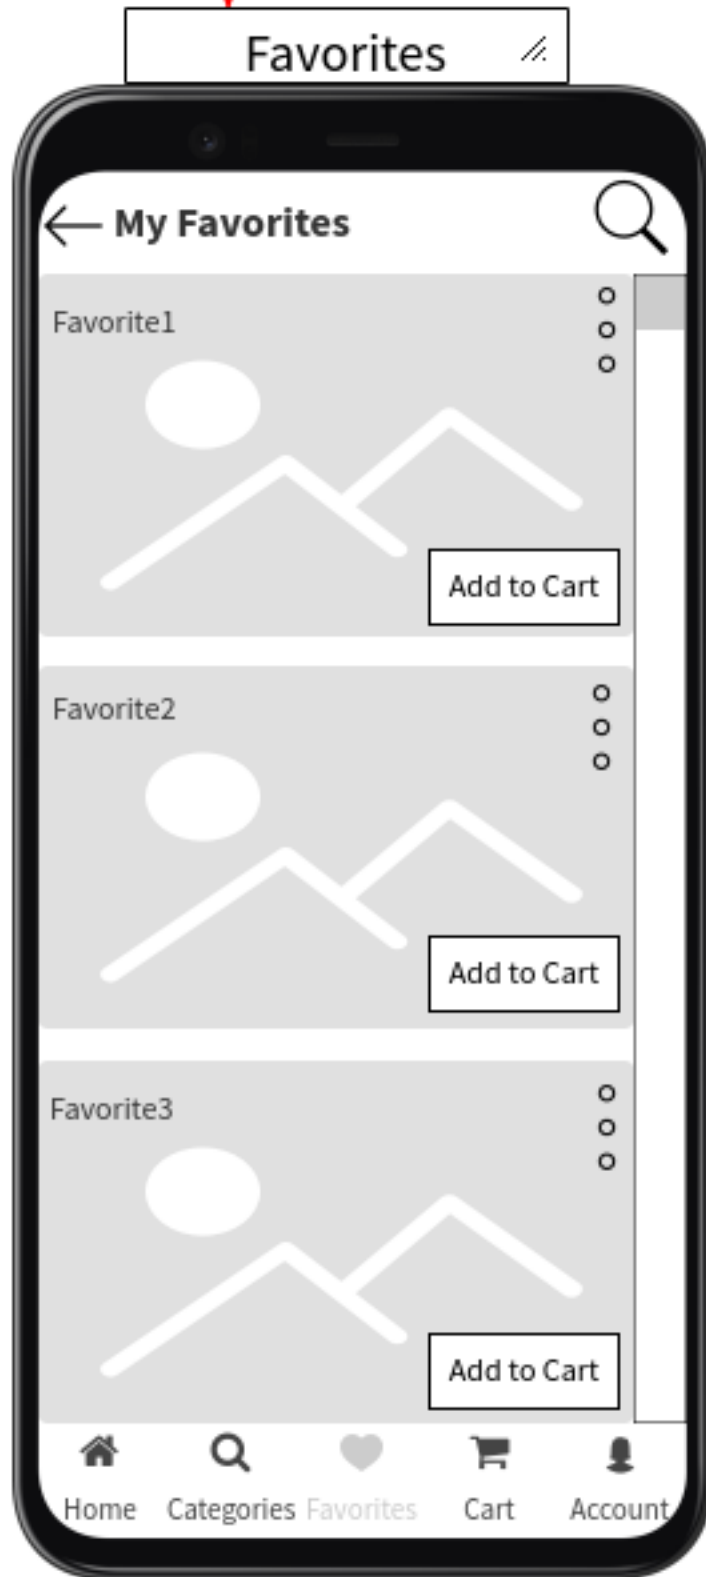 Favorites
My Favorites
Favorite1
Add to Cart
Favorite2
Add to Cart
Favorite3
Add to Cart
Home Categories Favorites Cart Account